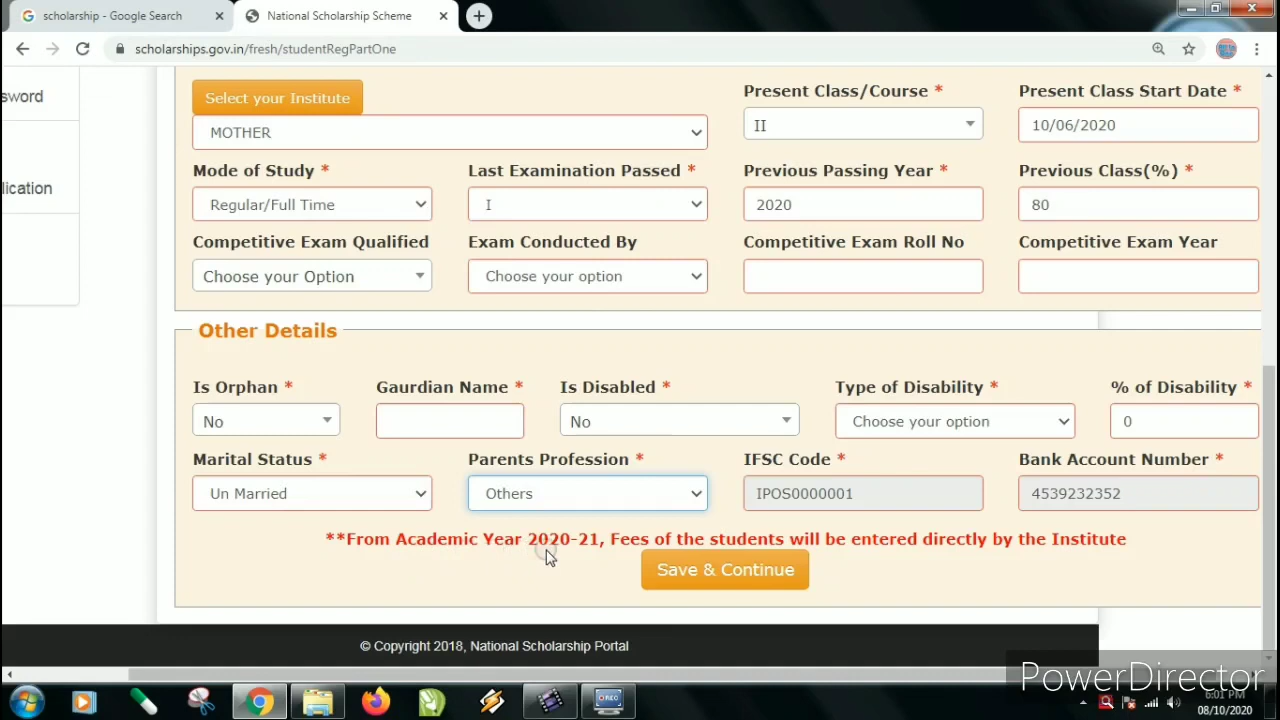 scholarship - Google Search
National Scholarship Scheme
scholarships.gov.in/fresh/studentRegPartOne
sword
lication
Select your Institute
MOTHER
Present Class/Course *
II
Present Class Start Date *
10/06/2020
Mode of Study *
Regular/Full Time
Last Examination Passed *
I
Previous Passing Year *
2020
Previous Class(%) *
80
Competitive Exam Qualified
Choose your Option
Exam Conducted By
Choose your option
Competitive Exam Roll No
Competitive Exam Year
Other Details
Is Orphan *
No
Gaurdian Name *
Is Disabled *
No
Type of Disability *
Choose your option
% of Disability *
0
Marital Status *
Un Married
Parents Profession *
Others
IFSC Code *
IPOS0000001
Bank Account Number *
4539232352
**From Academic Year 2020-21, Fees of the students will be entered directly by the Institute
Save & Continue
© Copyright 2018, National Scholarship Portal
PowerDirector
REC
6:01 PM
08/10/2020